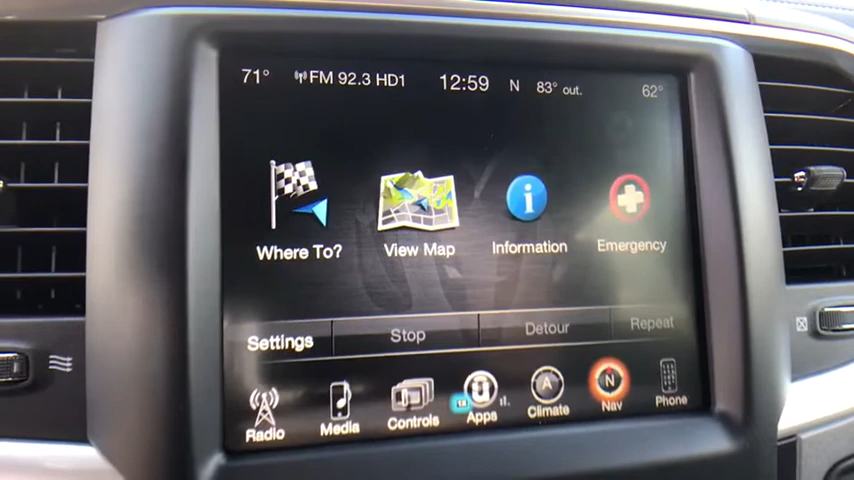 71° FM 92.3 HD1 12:59 N 83° out. 62°
Where To? View Map Information Emergency
Settings Stop Detour Repeat
Radio Media Controls Apps Climate Nav Phone